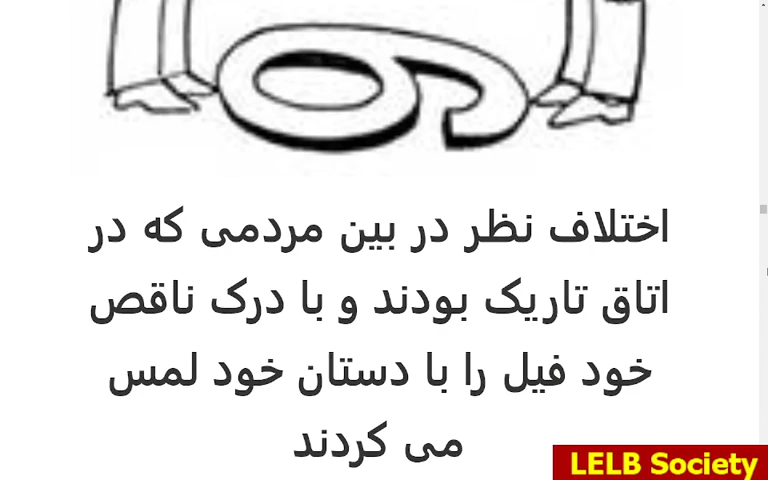 اختلاف نظر در بین مردمی که در
اتاق تاریک بودند و با درک ناقص
خود فیل را با دستان خود لمس
می کردند
LELB Society